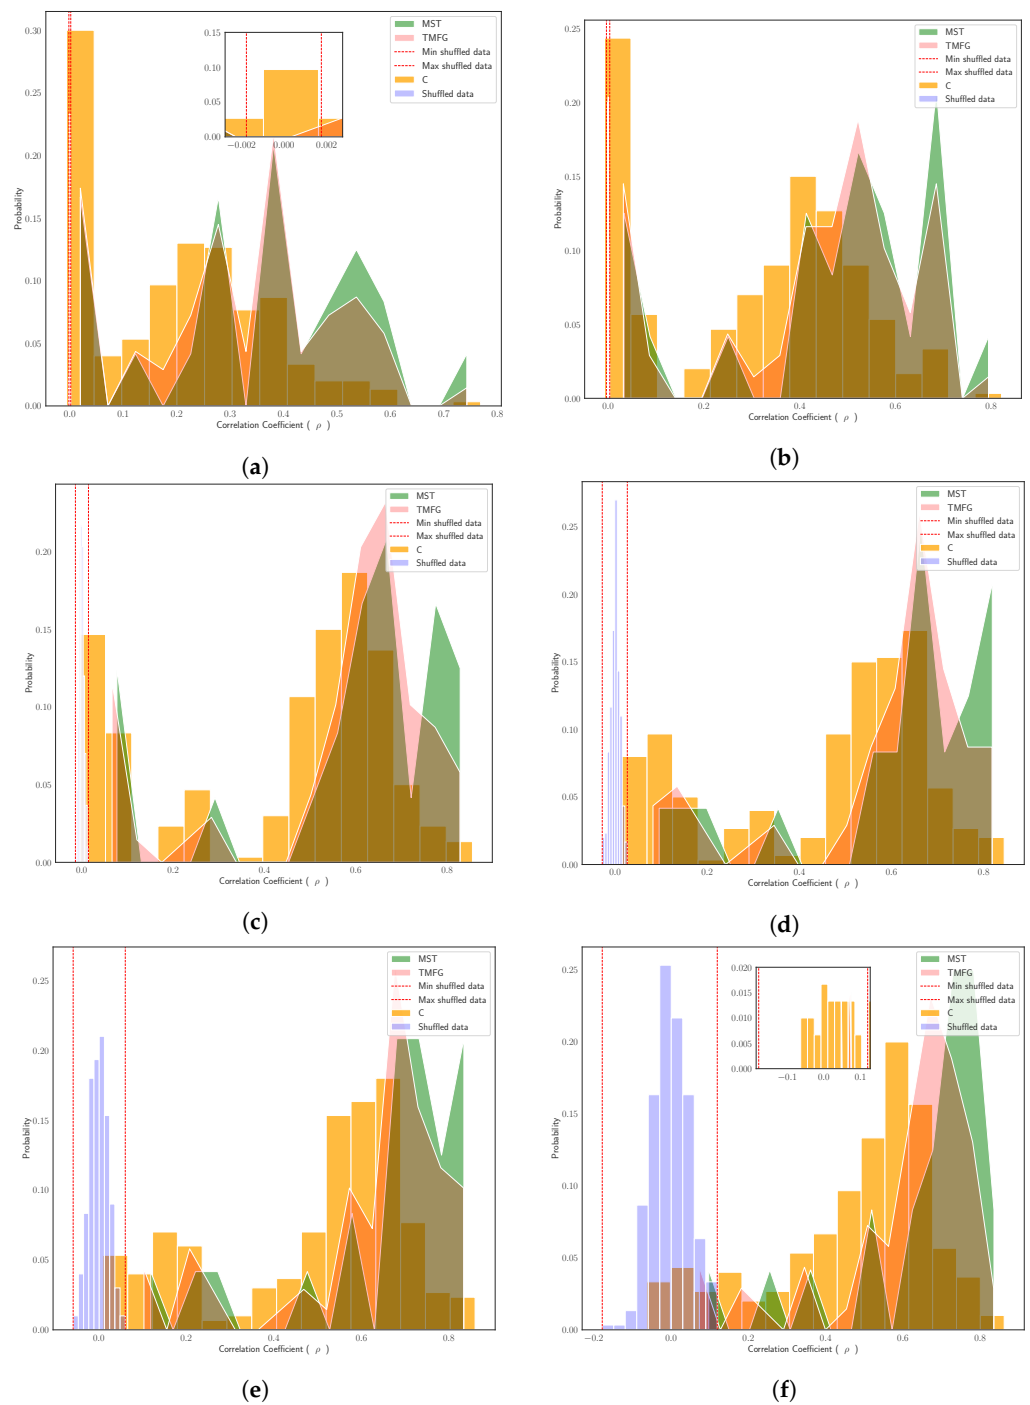 0.30
0.25
0.20
0.15
0.10
0.05
0.00
Probability
0.15
0.10
0.05
0.00
−0.002
0.000
0.002
MST
TMFG
Min shuffled data
Max shuffled data
C
Shuffled data
0.0 0.1 0.2 0.3 0.4 0.5 0.6 0.7 0.8
Correlation Coefficient ( ρ )
(a)
0.25
0.20
0.15
0.10
0.05
0.00
Probability
MST
TMFG
Min shuffled data
Max shuffled data
C
Shuffled data
0.0 0.2 0.4 0.6 0.8
Correlation Coefficient ( ρ )
(b)
0.20
0.15
0.10
0.05
0.00
Probability
MST
TMFG
Min shuffled data
Max shuffled data
C
Shuffled data
0.0 0.2 0.4 0.6 0.8
Correlation Coefficient ( ρ )
(c)
0.25
0.20
0.15
0.10
0.05
0.00
Probability
MST
TMFG
Min shuffled data
Max shuffled data
C
Shuffled data
0.0 0.2 0.4 0.6 0.8
Correlation Coefficient ( ρ )
(d)
0.25
0.20
0.15
0.10
0.05
0.00
Probability
MST
TMFG
Min shuffled data
Max shuffled data
C
Shuffled data
0.0 0.2 0.4 0.6 0.8
Correlation Coefficient ( ρ )
(e)
0.25
0.20
0.15
0.10
0.05
0.00
Probability
0.020
0.015
0.010
0.005
0.000
−0.1 0.0 0.1
MST
TMFG
Min shuffled data
Max shuffled data
C
Shuffled data
−0.2 0.0 0.2 0.4 0.6 0.8
Correlation Coefficient ( ρ )
(f)